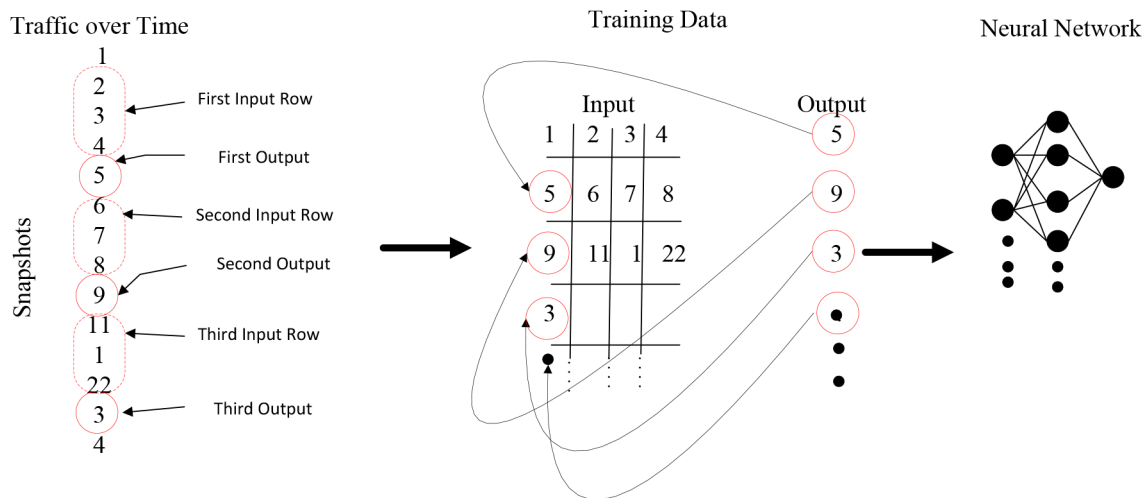 Traffic over Time
Training Data
Neural Network
Snapshots
1
2
3
4
5
6
7
8
9
11
1
22
3
4
First Input Row
First Output
Second Input Row
Second Output
Third Input Row
Third Output
Input
1 2 3 4
5 6 7 8
9 11 1 22
3
Output
5
9
3